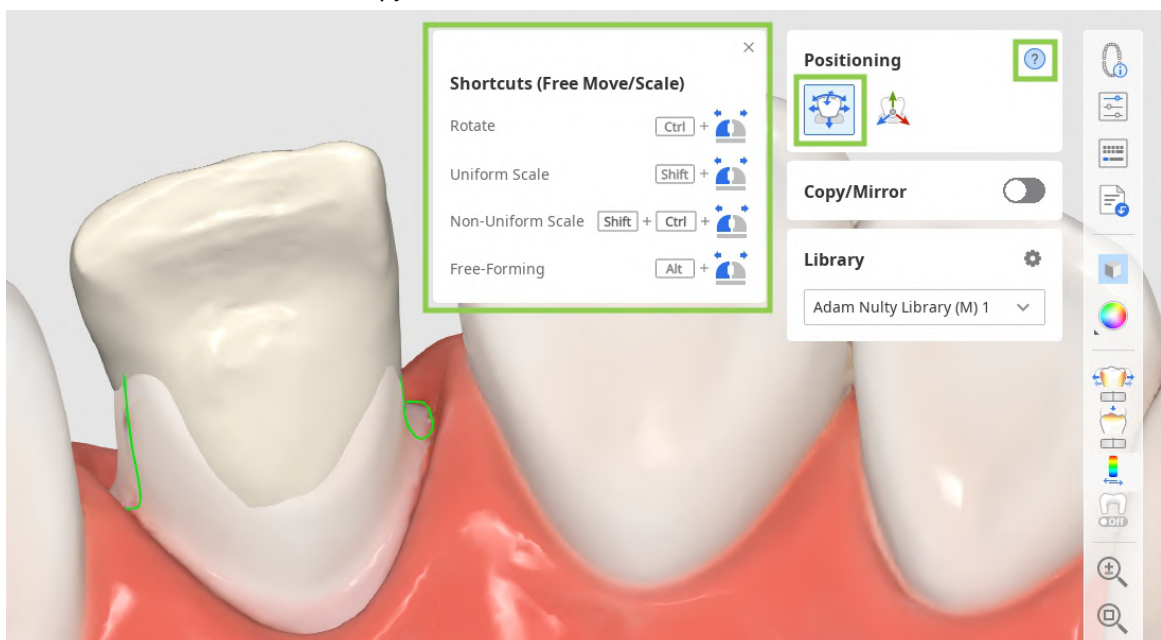 Shortcuts (Free Move/Scale)
Rotate Ctrl +
Uniform Scale Shift +
Non-Uniform Scale Shift + Ctrl +
Free-Forming Alt +
Positioning ?
Copy/Mirror
Library
Adam Nulty Library (M) 1
Off